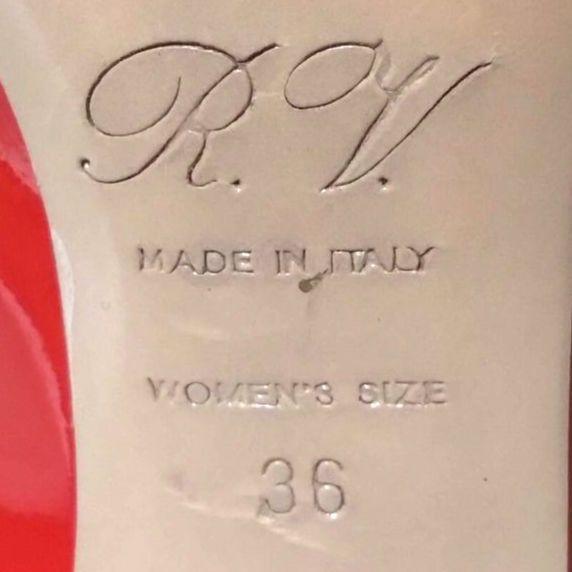 R.V.
MADE IN ITALY
WOMEN'S SIZE
36